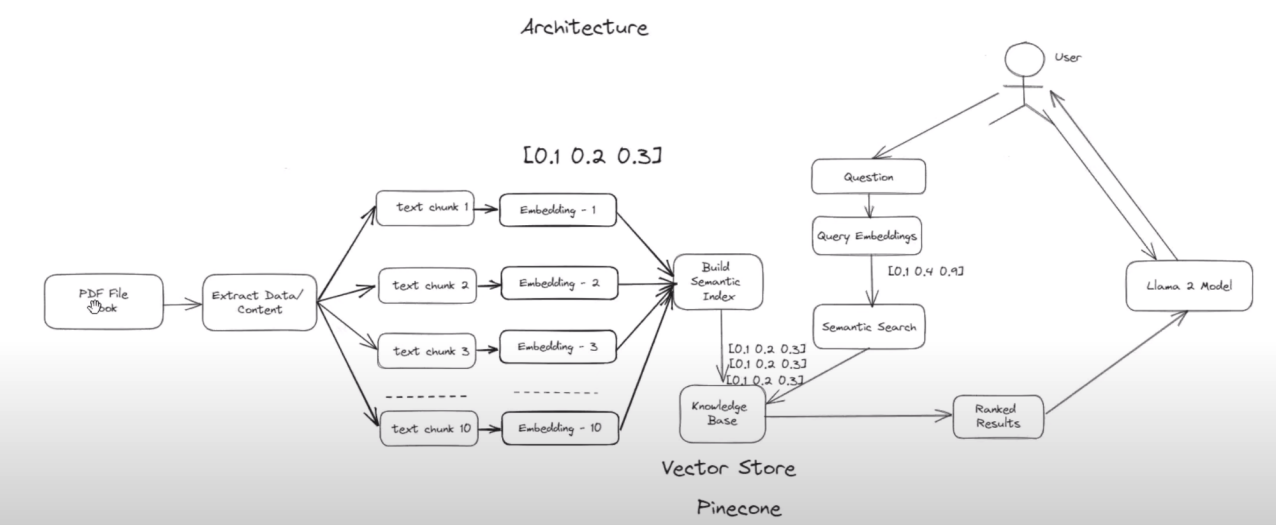 Architecture
User
[0.1 0.2 0.3]
Question
text chunk 1
Embedding - 1
Query Embeddings
[0.1 0.4 0.9]
PDF File
Extract Data/
Content
text chunk 2
Embedding - 2
Build
Semantic
Index
Llama 2 Model
text chunk 3
Embedding - 3
Semantic Search
[0.1 0.2 0.3]
[0.1 0.2 0.3]
[0.1 0.2 0.3]
text chunk 10
Embedding - 10
Knowledge
Base
Ranked
Results
Vector Store
Pinecone